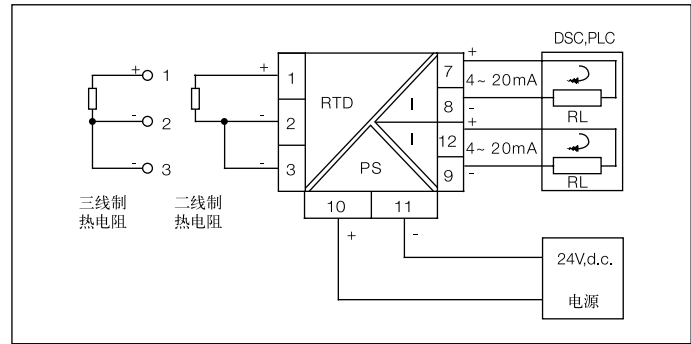 DSC,PLC
+ 1
- 2
- 3
三线制
热电阻
+
-
-
二线制
热电阻
1
2
3
RTD
PS
I
I
7
8
12
9
10
11
+
4~20mA
-
+
4~20mA
-
RL
RL
+
-
24V,d.c.
电源